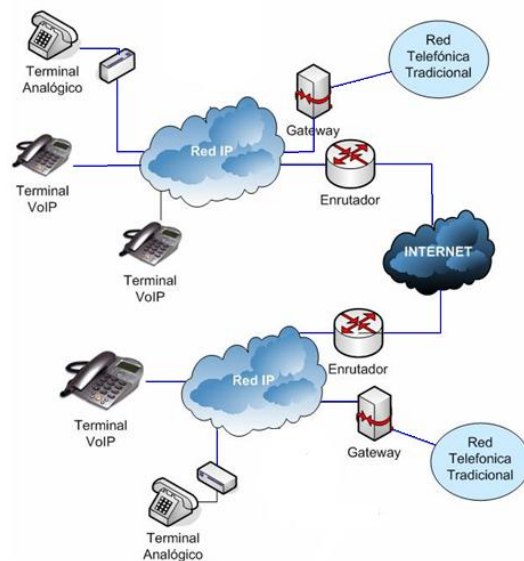 Terminal
Analógico
Red
Telefónica
Tradicional
Gateway
Red IP
Terminal
VoIP
Enrutador
Terminal
VoIP
INTERNET
Enrutador
Terminal
VoIP
Red IP
Gateway
Red
Telefonica
Tradicional
Terminal
Analógico